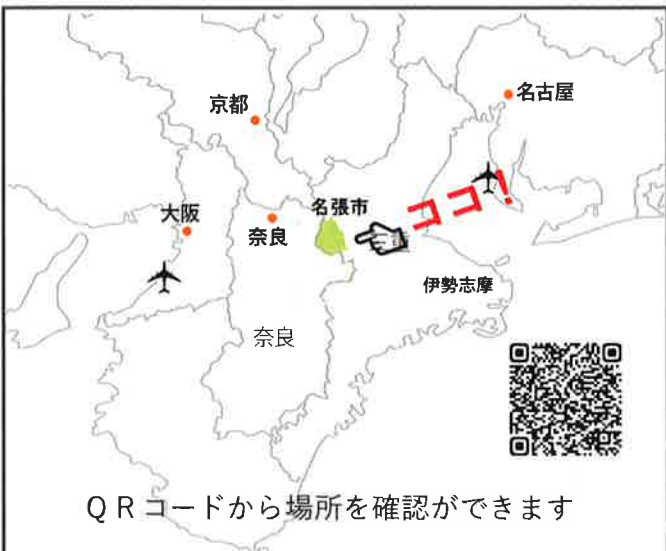 名古屋
京都
ココ!
名張市
大阪
奈良
伊勢志摩
奈良
QRコードから場所を確認ができます